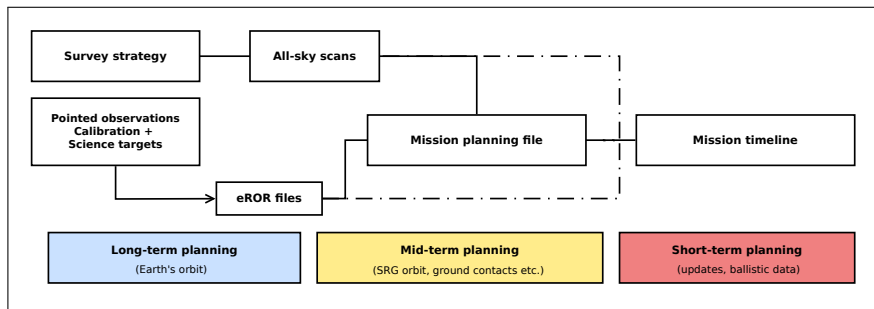 Survey strategy
All-sky scans
Pointed observations
Calibration +
Science targets
Mission planning file
Mission timeline
eROR files
Long-term planning
(Earth's orbit)
Mid-term planning
(SRG orbit, ground contacts etc.)
Short-term planning
(updates, ballistic data)